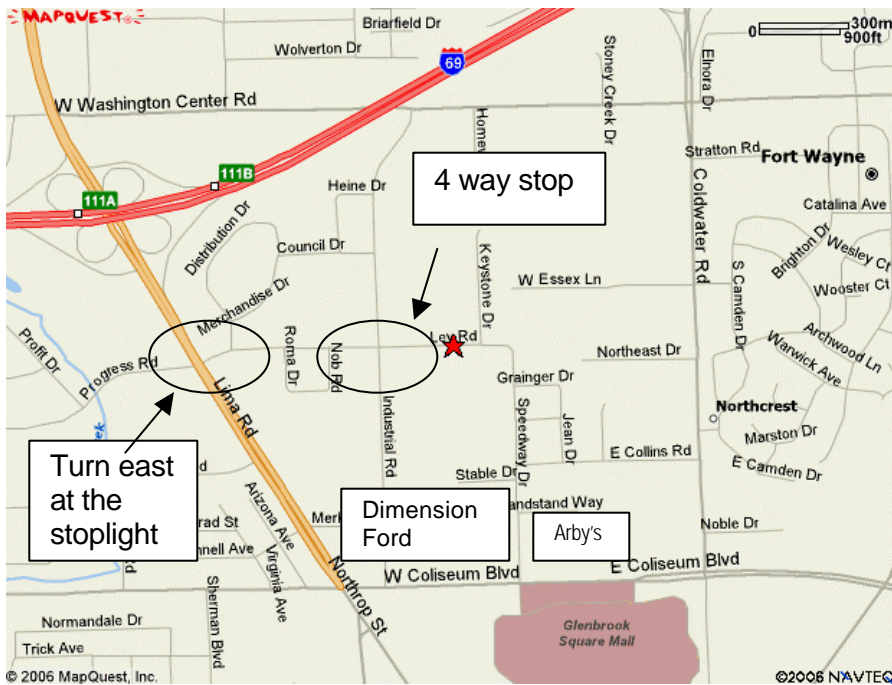 MAPQUEST®
Briarfield Dr
Wolverton Dr
69
Stoney Creek Dr
Elnora Dr
0 300m
900ft
W Washington Center Rd
Stratton Rd
Fort Wayne
111B
111A
Heine Dr
4 way stop
Coldwater Rd
Catalina Ave
Distribution Dr
Council Dr
Keystone Dr
W Essex Ln
S Camden Dr
Brighton Dr
Wesley Ct
Wooster Ct
Merchandise Dr
Profit Dr
Progress Rd
Roma Dr
Nob Rd
Ley Rd
Northeast Dr
Archwood Ln
Warwick Ave
Lima Rd
Industrial Rd
Grainger Dr
Speedway Dr
Jean Dr
Northcrest
Marston Dr
E Camden Dr
Turn east
at the
stoplight
E Collins Rd
Stable Dr
Arizona Ave
Virginia Ave
Dimension
Ford
Way
Arby's
Noble Dr
Northrop St
W Coliseum Blvd
E Coliseum Blvd
Sherman Blvd
Normandale Dr
Trick Ave
Glenbrook
Square Mall
© 2006 MapQuest, Inc.
©2006 NAVTEQ